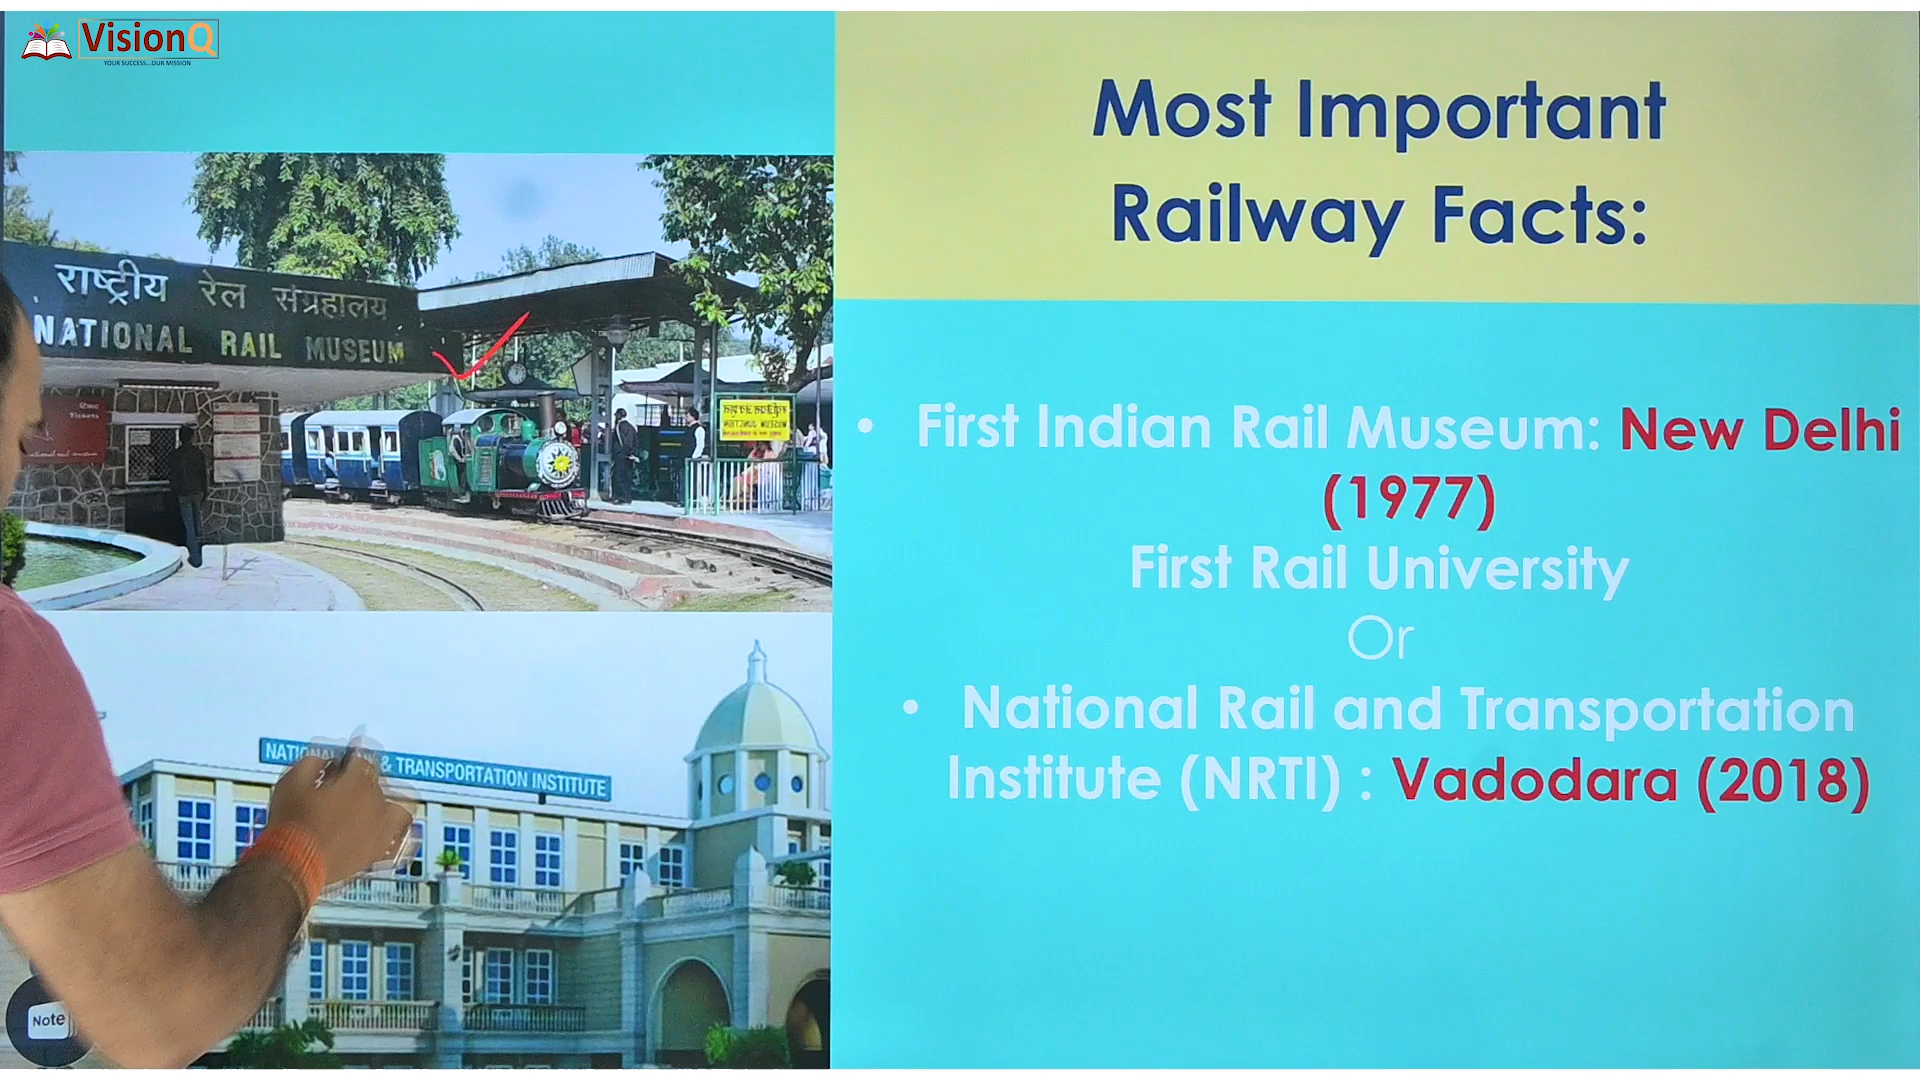 VisionQ
YOUR SUCCESS...OUR MISSION
Most Important
Railway Facts:
राष्ट्रीय रेल संग्रहालय
NATIONAL RAIL MUSEUM
• First Indian Rail Museum: New Delhi
(1977)
First Rail University
Or
• National Rail and Transportation
Institute (NRTI) : Vadodara (2018)
& TRANSPORTATION INSTITUTE
Note